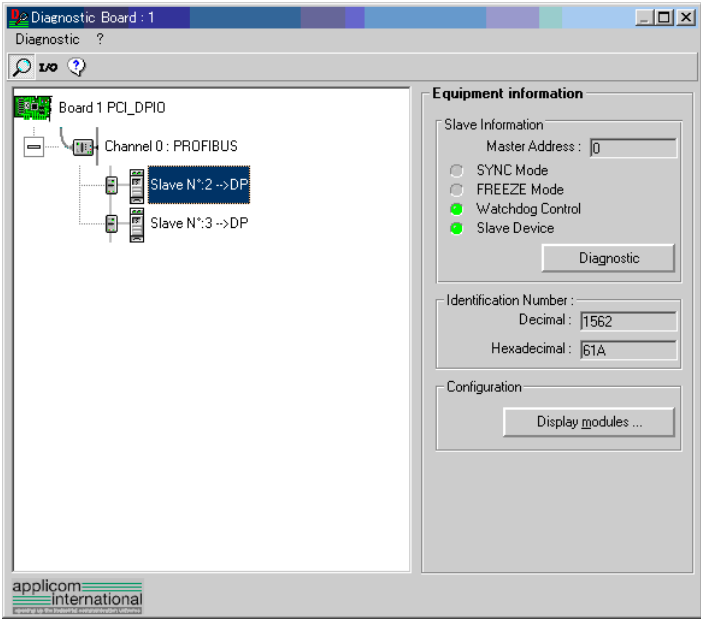 Diagnostic Board : 1
Diagnostic ?
I/O
Board 1 PCI_DPIO
Channel 0 : PROFIBUS
Slave N°:2 -->DP
Slave N°:3 -->DP
Equipment information
Slave Information
Master Address : 0
SYNC Mode
FREEZE Mode
Watchdog Control
Slave Device
Diagnostic
Identification Number :
Decimal : 1562
Hexadecimal : 61A
Configuration
Display modules ...
applicom
international